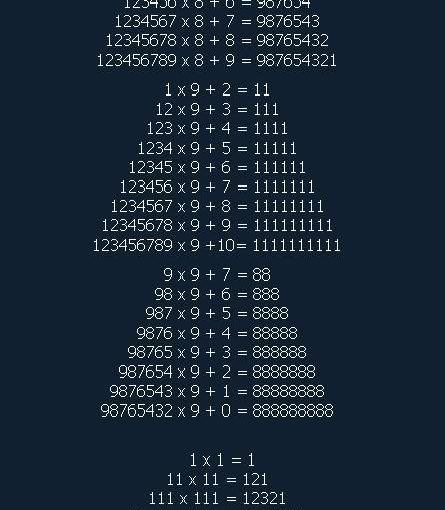 123456 x 8 + 6 = 987654
1234567 x 8 + 7 = 9876543
12345678 x 8 + 8 = 98765432
123456789 x 8 + 9 = 987654321
1 x 9 + 2 = 11
12 x 9 + 3 = 111
123 x 9 + 4 = 1111
1234 x 9 + 5 = 11111
12345 x 9 + 6 = 111111
123456 x 9 + 7 = 1111111
1234567 x 9 + 8 = 11111111
12345678 x 9 + 9 = 111111111
123456789 x 9 +10= 1111111111
9 x 9 + 7 = 88
98 x 9 + 6 = 888
987 x 9 + 5 = 8888
9876 x 9 + 4 = 88888
98765 x 9 + 3 = 888888
987654 x 9 + 2 = 8888888
9876543 x 9 + 1 = 88888888
98765432 x 9 + 0 = 888888888
1 x 1 = 1
11 x 11 = 121
111 x 111 = 12321